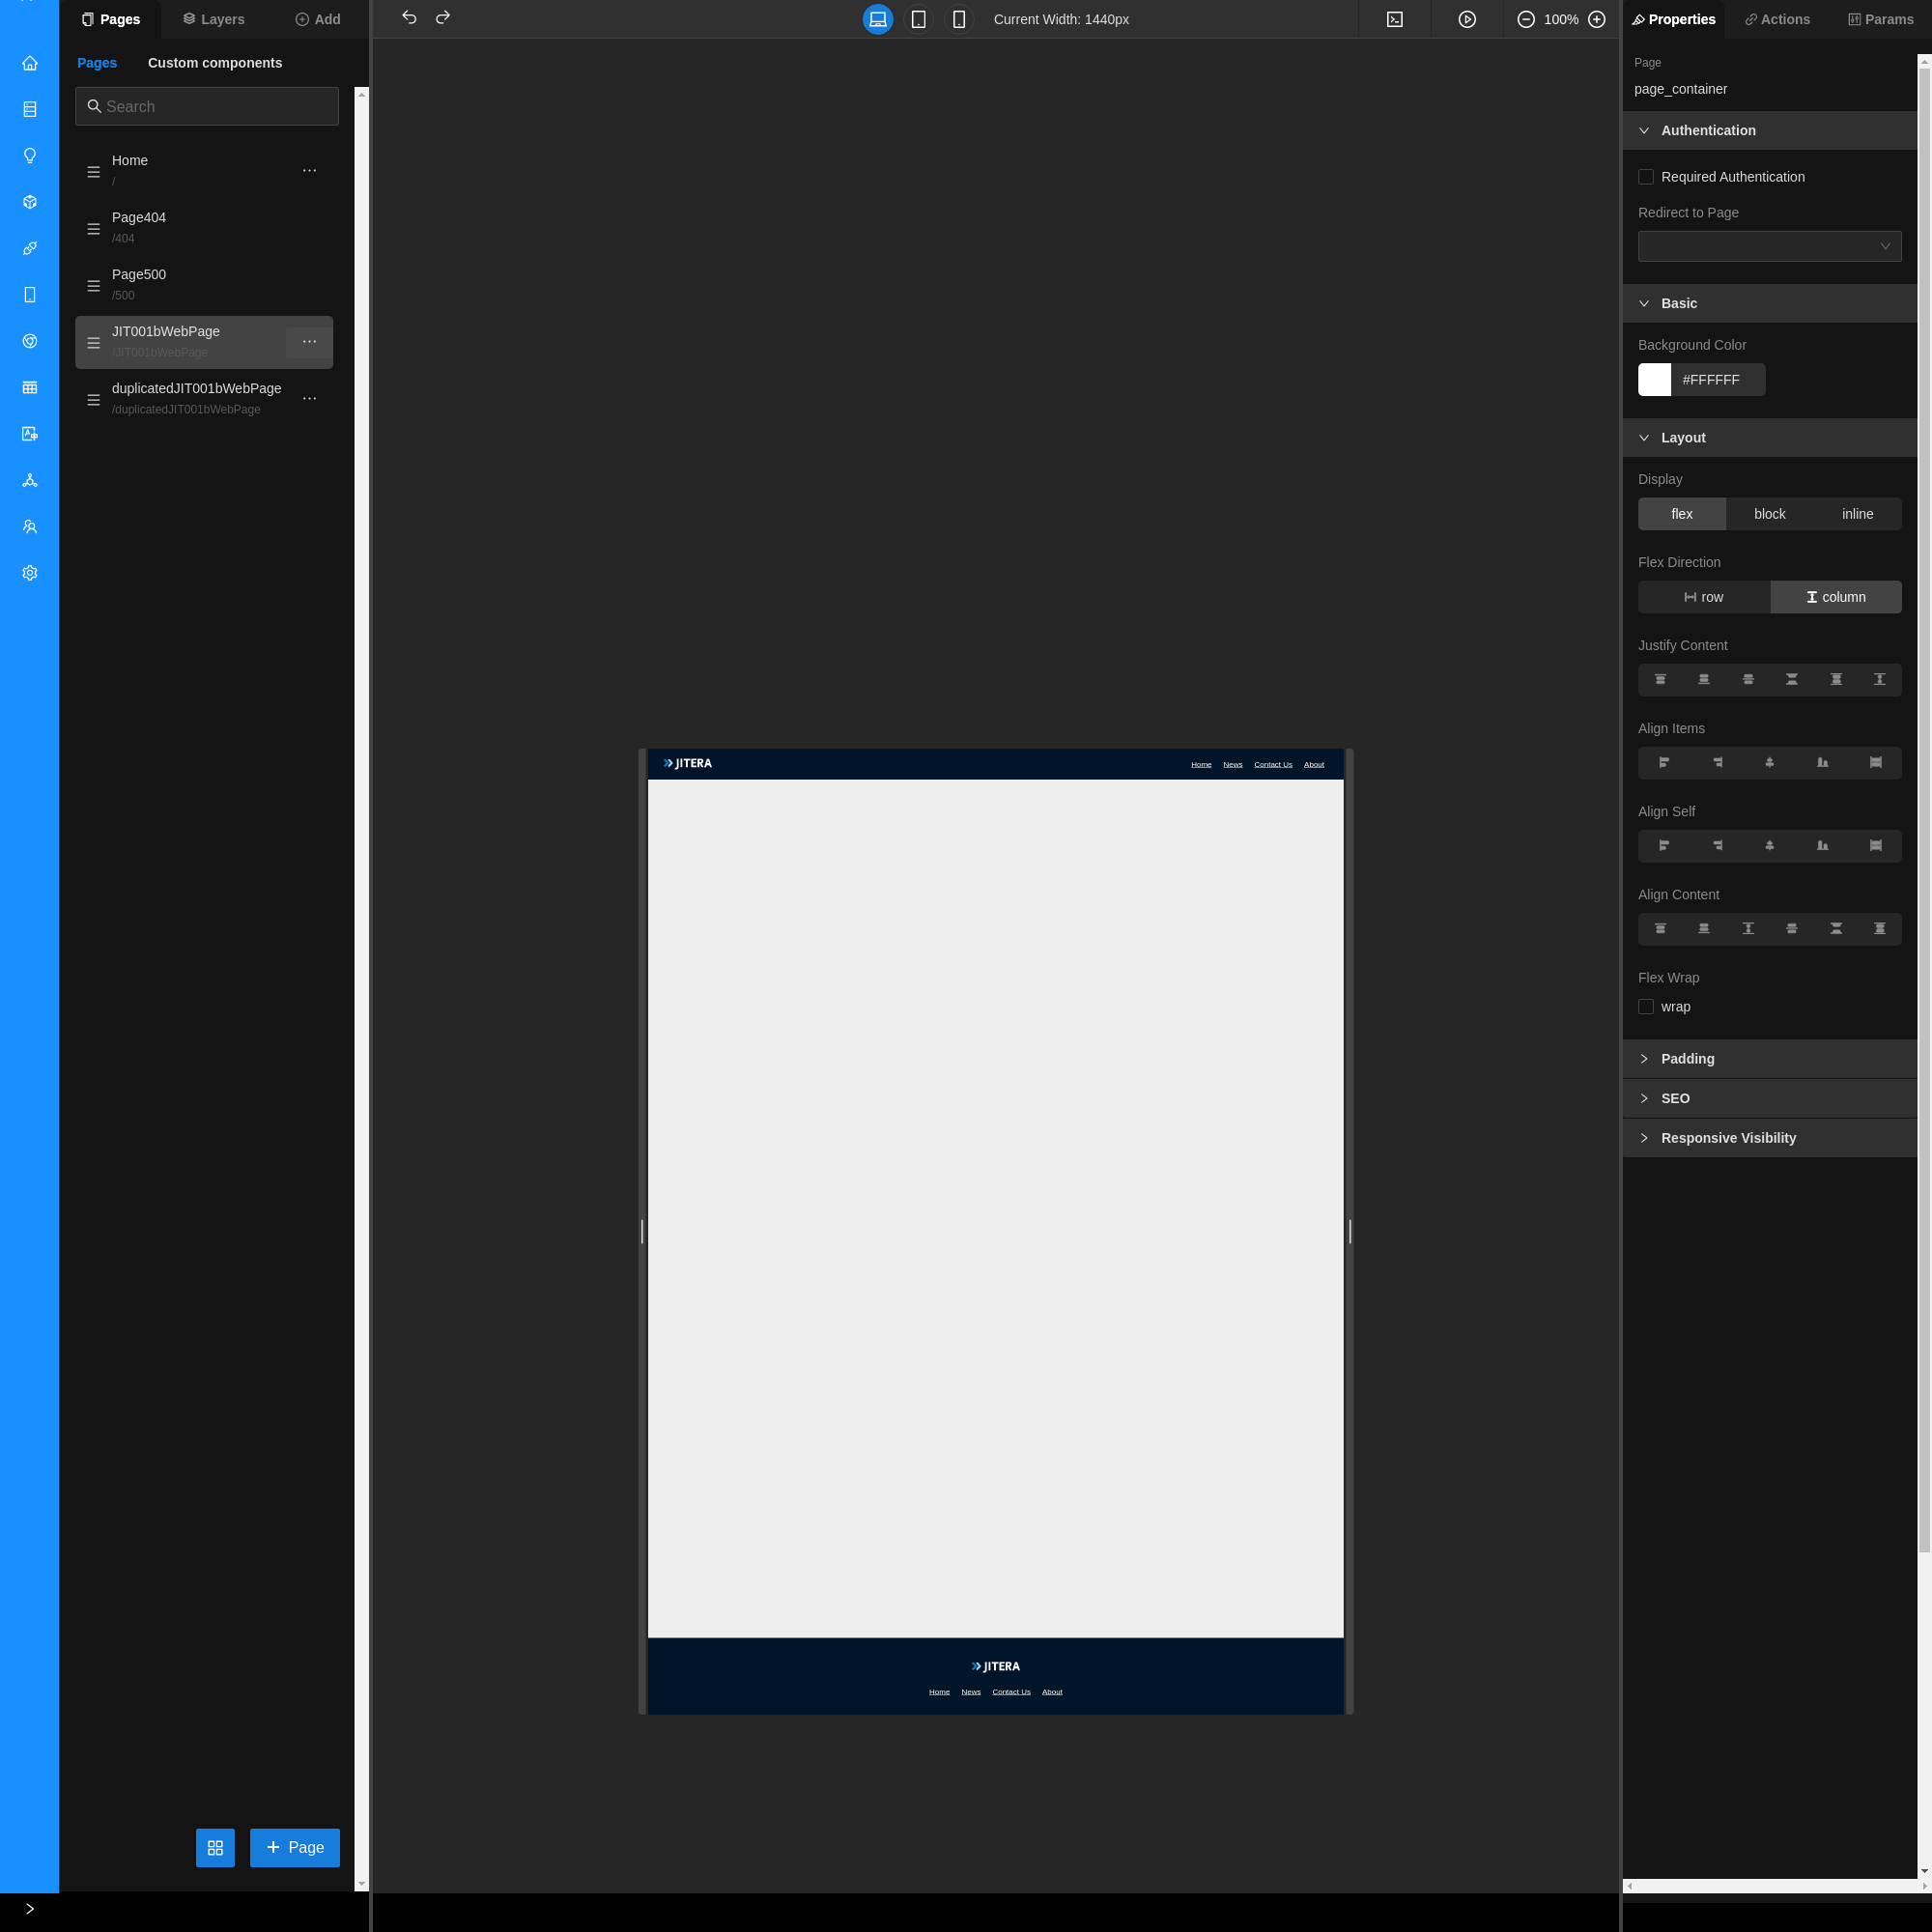 Pages
Layers
Add
Current Width: 1440px
100%
Properties
Actions
Params
Pages
Custom components
Search
Home
/
Page404
/404
Page500
/500
JIT001bWebPage
/JIT001bWebPage
duplicatedJIT001bWebPage
/duplicatedJIT001bWebPage
Page
JITERA
Home
News
Contact Us
About
JITERA
Home
News
Contact Us
About
Page
page_container
Authentication
Required Authentication
Redirect to Page
Basic
Background Color
#FFFFFF
Layout
Display
flex
block
inline
Flex Direction
row
column
Justify Content
Align Items
Align Self
Align Content
Flex Wrap
wrap
Padding
SEO
Responsive Visibility